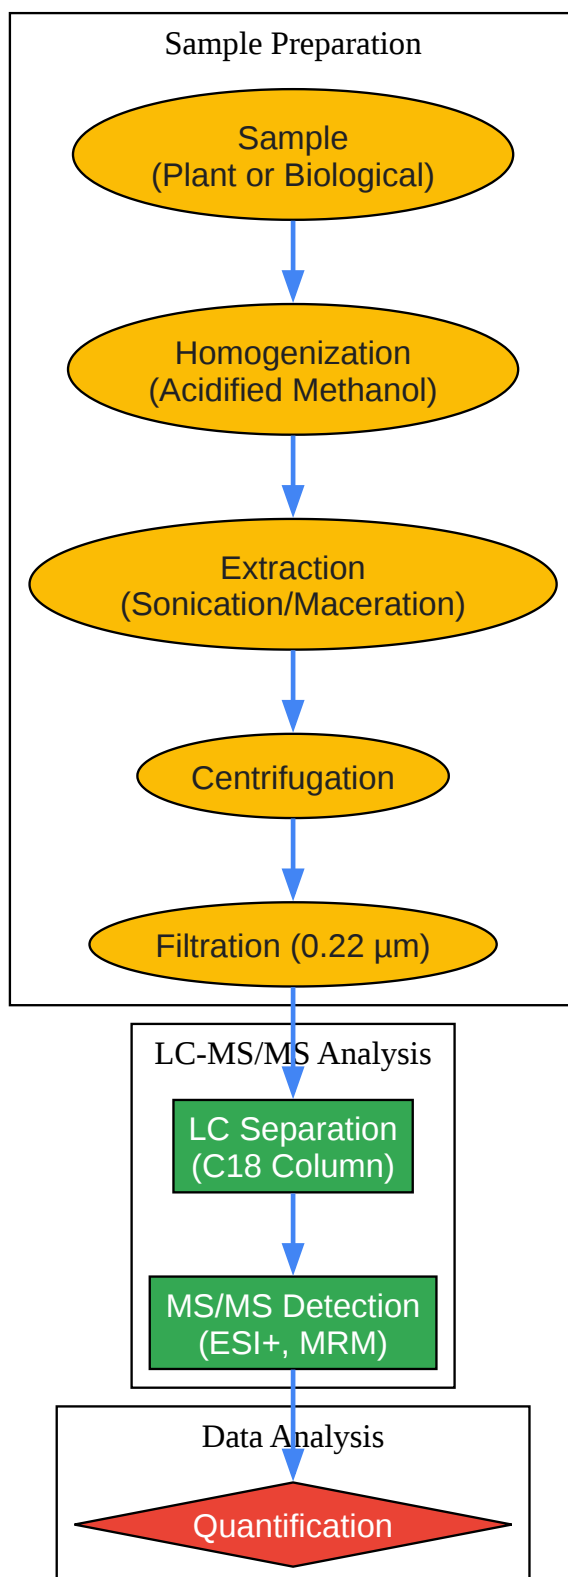 Sample Preparation
Sample
(Plant or Biological)
Homogenization
(Acidified Methanol)
Extraction
(Sonication/Maceration)
Centrifugation
Filtration (0.22 µm)
LC-MS/MS Analysis
LC Separation
(C18 Column)
MS/MS Detection
(ESI+, MRM)
Data Analysis
Quantification